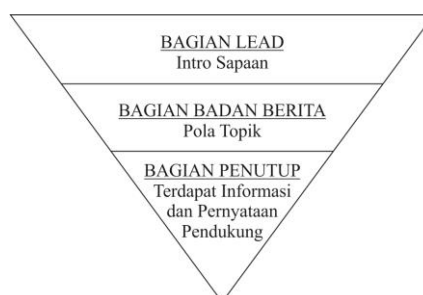 BAGIAN LEAD
Intro Sapaan
BAGIAN BADAN BERITA
Pola Topik
BAGIAN PENUTUP
Terdapat Informasi
dan Pernyataan
Pendukung